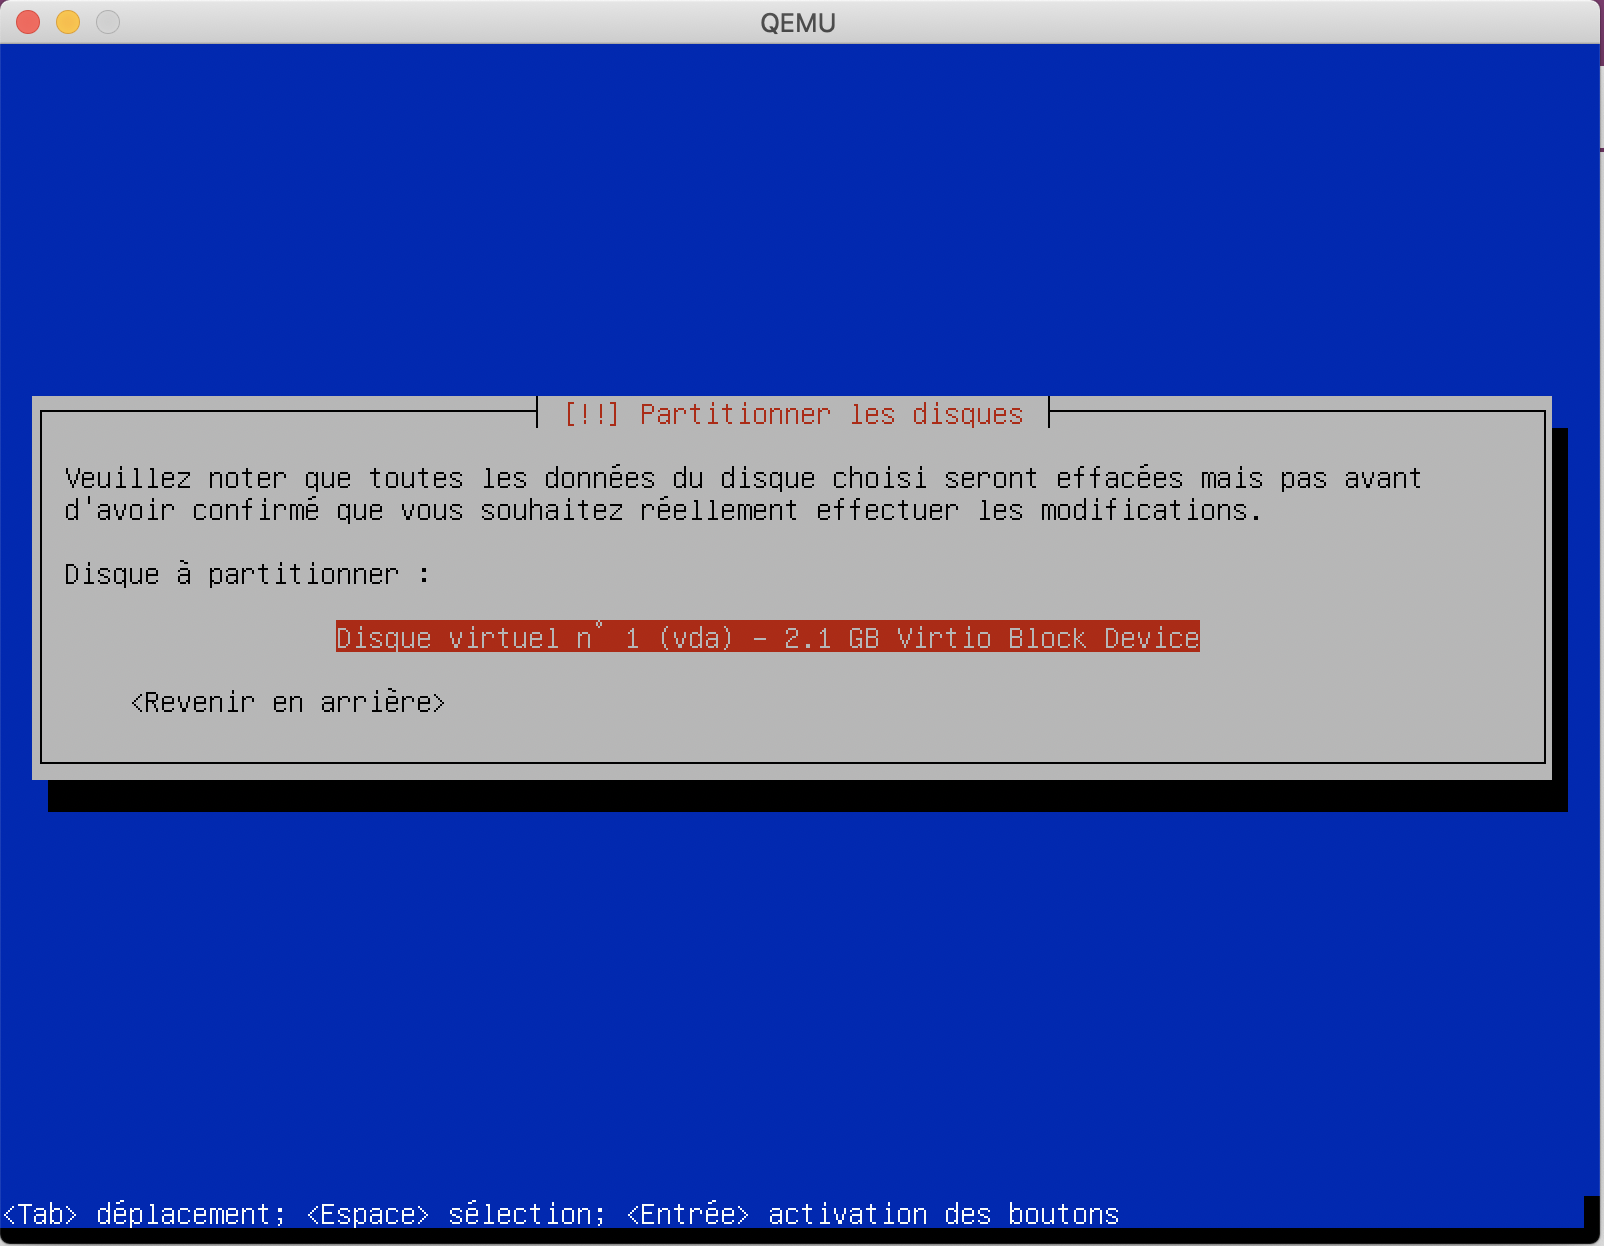 QEMU
[!!] Partitionner les disques
Veuillez noter que toutes les données du disque choisi seront effacées mais pas avant
d'avoir confirmé que vous souhaitez réellement effectuer les modifications.
Disque à partitionner :
Disque virtuel n° 1 (vda) - 2.1 GB Virtio Block Device
<Revenir en arrière>
<Tab> déplacement; <Espace> sélection; <Entrée> activation des boutons